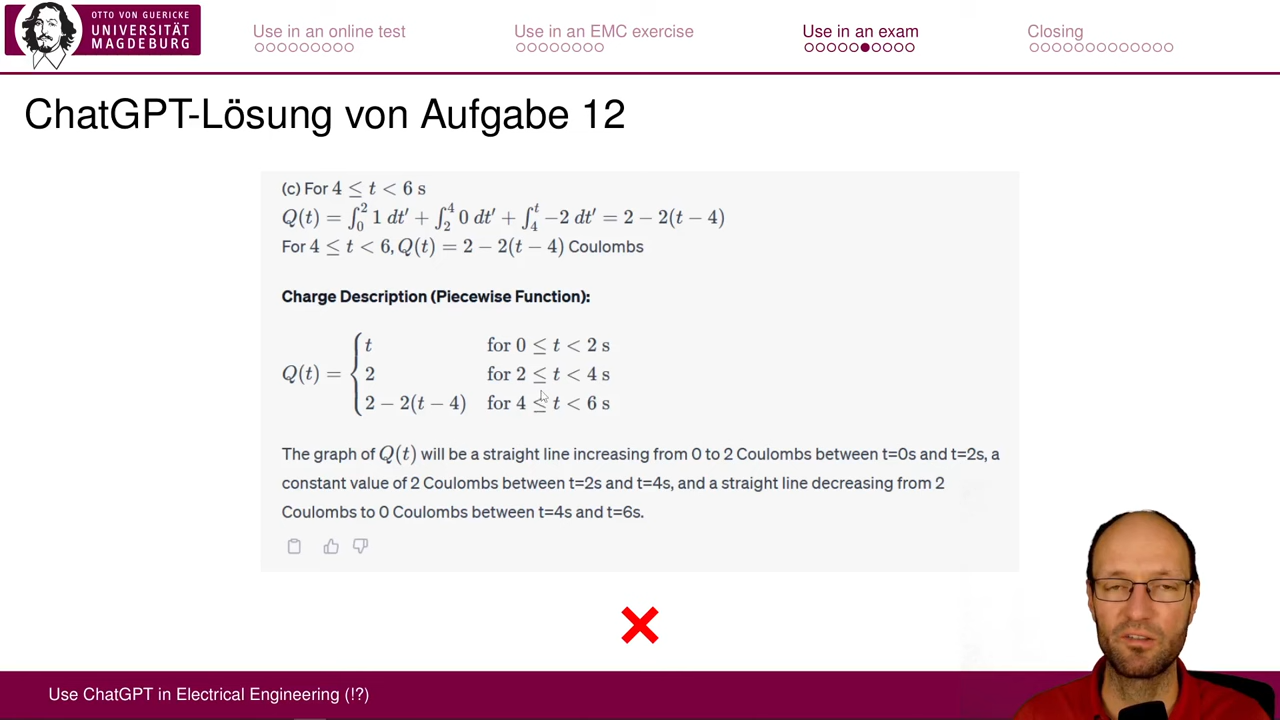 OTTO VON GUERICKE
UNIVERSITÄT
MAGDEBURG
Use in an online test
Use in an EMC exercise
Use in an exam
Closing
ChatGPT-Lösung von Aufgabe 12
(c) For 4 ≤ t < 6 s
Q(t) = ∫₀² 1 dt′ + ∫₂⁴ 0 dt′ + ∫₄ᵗ −2 dt′ = 2 − 2(t − 4)
For 4 ≤ t < 6, Q(t) = 2 − 2(t − 4) Coulombs
Charge Description (Piecewise Function):
t for 0 ≤ t < 2 s
Q(t) = { 2 for 2 ≤ t < 4 s
2 − 2(t − 4) for 4 ≤ t < 6 s
The graph of Q(t) will be a straight line increasing from 0 to 2 Coulombs between t=0s and t=2s, a
constant value of 2 Coulombs between t=2s and t=4s, and a straight line decreasing from 2
Coulombs to 0 Coulombs between t=4s and t=6s.
Use ChatGPT in Electrical Engineering (!?)